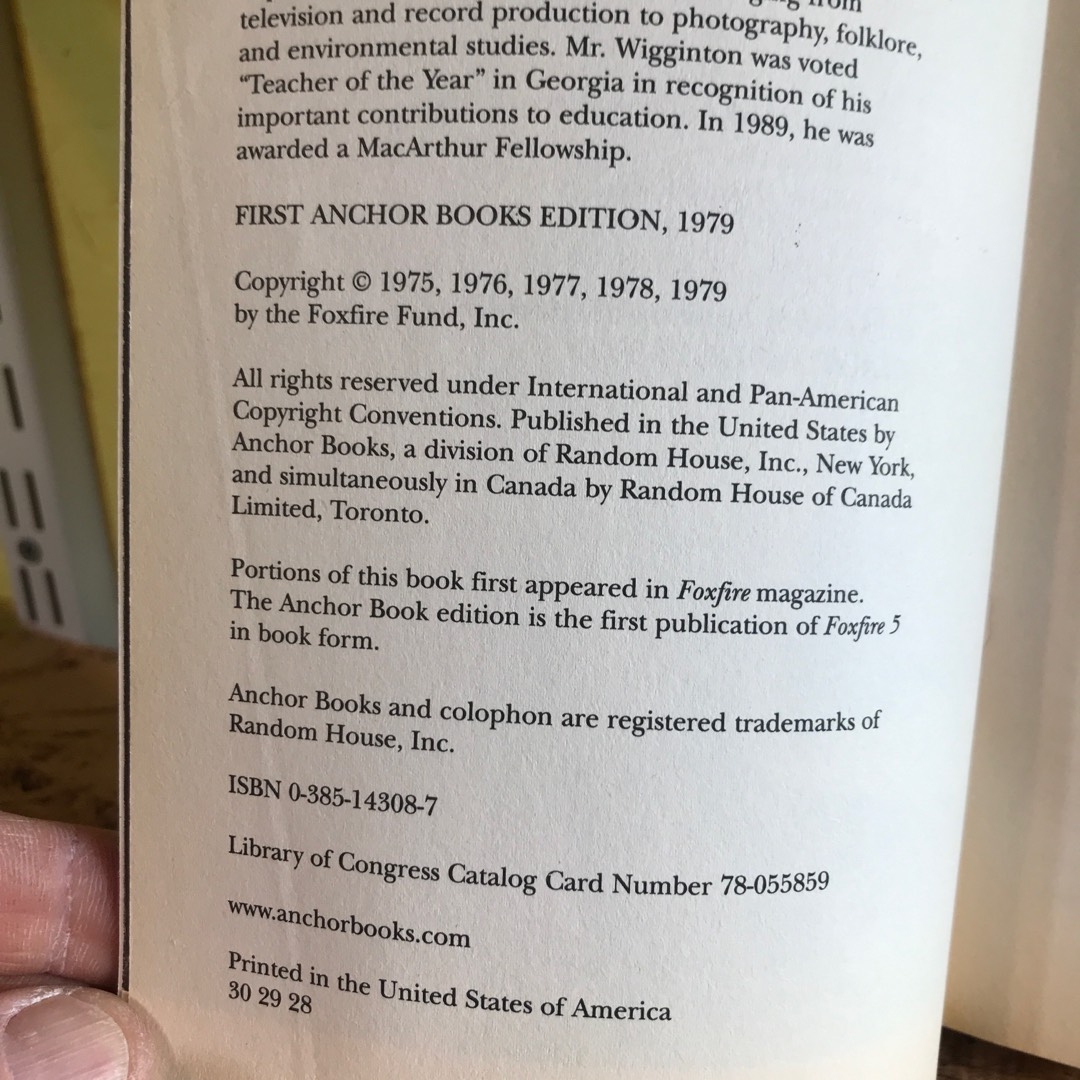 from
television and record production to photography, folklore,
and environmental studies. Mr. Wigginton was voted
“Teacher of the Year” in Georgia in recognition of his
important contributions to education. In 1989, he was
awarded a MacArthur Fellowship.
FIRST ANCHOR BOOKS EDITION, 1979
Copyright © 1975, 1976, 1977, 1978, 1979
by the Foxfire Fund, Inc.
All rights reserved under International and Pan-American
Copyright Conventions. Published in the United States by
Anchor Books, a division of Random House, Inc., New York,
and simultaneously in Canada by Random House of Canada
Limited, Toronto.
Portions of this book first appeared in Foxfire magazine.
The Anchor Book edition is the first publication of Foxfire 5
in book form.
Anchor Books and colophon are registered trademarks of
Random House, Inc.
ISBN 0-385-14308-7
Library of Congress Catalog Card Number 78-055859
www.anchorbooks.com
Printed in the United States of America
30 29 28